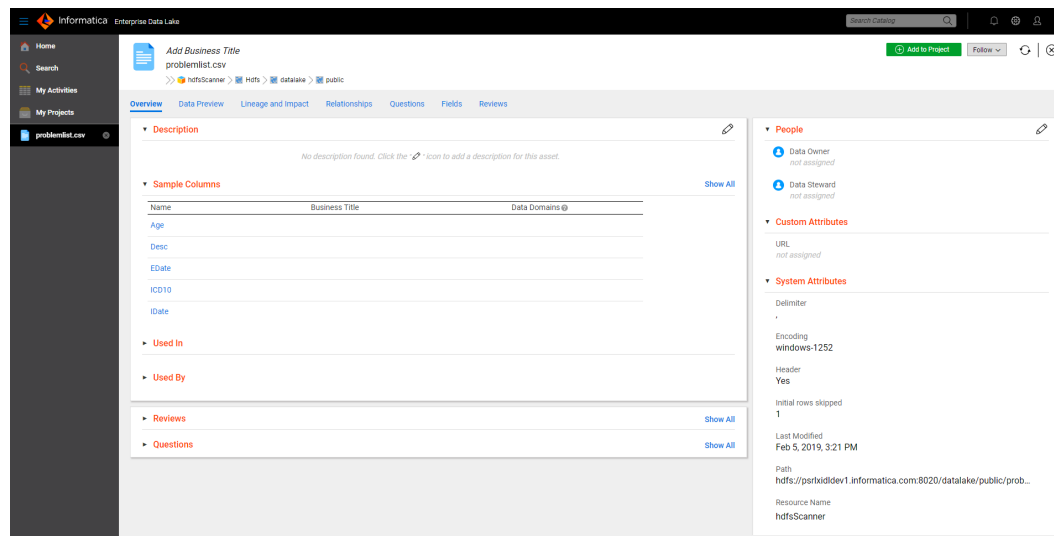 Informatica Enterprise Data Lake
Search Catalog
Home
Search
My Activities
My Projects
problemlist.csv
Add Business Title
problemlist.csv
hdfsScanner > Hdfs > datalake > public
Add to Project
Follow
Overview Data Preview Lineage and Impact Relationships Questions Fields Reviews
Description
No description found. Click the " " icon to add a description for this asset.
Sample Columns Show All
Name Business Title Data Domains
Age
Desc
EDate
ICD10
IDate
Used In
Used By
Reviews Show All
Questions Show All
People
Data Owner
not assigned
Data Steward
not assigned
Custom Attributes
URL
not assigned
System Attributes
Delimiter
,
Encoding
windows-1252
Header
Yes
Initial rows skipped
1
Last Modified
Feb 5, 2019, 3:21 PM
Path
hdfs://psrlxidldev1.informatica.com:8020/datalake/public/prob...
Resource Name
hdfsScanner